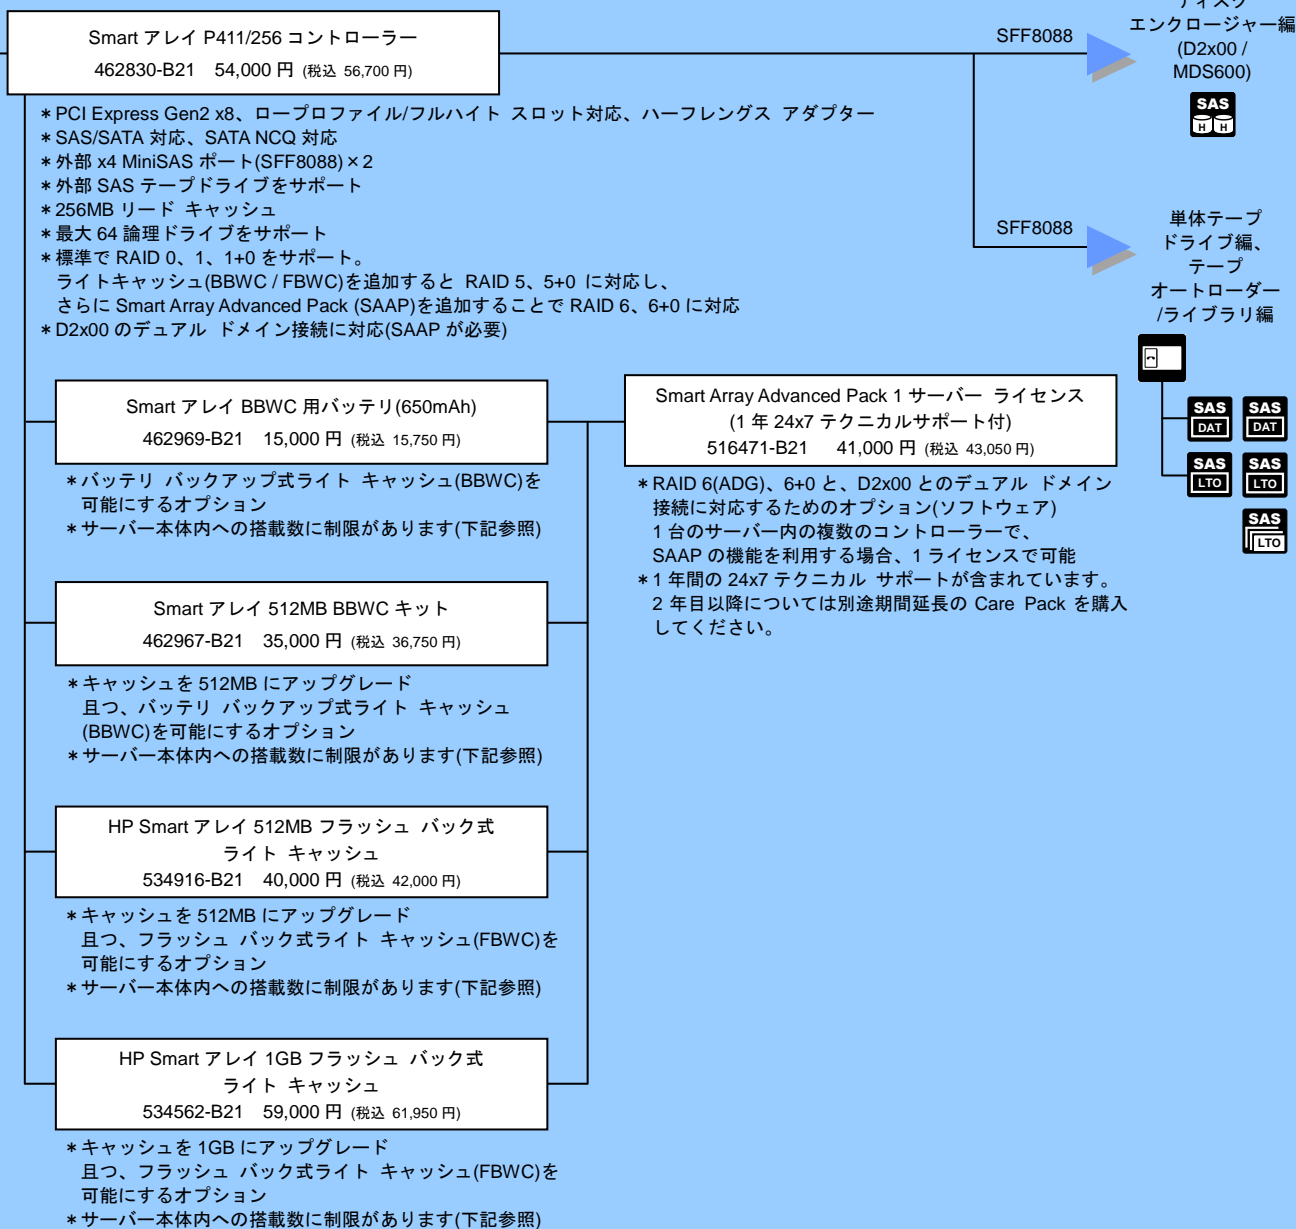 Smart アレイ P411/256 コントローラー
462830-B21 54,000 円 (税込 56,700 円)
SFF8088
エンクロージャー編
(D2x00 /
MDS600)
SAS
H H
＊PCI Express Gen2 x8、ロープロファイル/フルハイト スロット対応、ハーフレングス アダプター
＊SAS/SATA 対応、SATA NCQ 対応
＊外部 x4 MiniSAS ポート(SFF8088)×2
＊外部 SAS テープドライブをサポート
＊256MB リード キャッシュ
＊最大 64 論理ドライブをサポート
＊標準で RAID 0、1、1+0 をサポート。
ライトキャッシュ(BBWC / FBWC)を追加すると RAID 5、5+0 に対応し、
さらに Smart Array Advanced Pack (SAAP)を追加することで RAID 6、6+0 に対応
＊D2x00 のデュアル ドメイン接続に対応(SAAP が必要)
SFF8088
単体テープ
ドライブ編、
テープ
オートローダー
/ライブラリ編
SAS
DAT
SAS
DAT
SAS
LTO
SAS
LTO
SAS
LTO
Smart アレイ BBWC 用バッテリ(650mAh)
462969-B21 15,000 円 (税込 15,750 円)
＊バッテリ バックアップ式ライト キャッシュ(BBWC)を
可能にするオプション
＊サーバー本体内への搭載数に制限があります(下記参照)
Smart Array Advanced Pack 1 サーバー ライセンス
(1 年 24x7 テクニカルサポート付)
516471-B21 41,000 円 (税込 43,050 円)
＊RAID 6(ADG)、6+0 と、D2x00 とのデュアル ドメイン
接続に対応するためのオプション(ソフトウェア)
1 台のサーバー内の複数のコントローラーで、
SAAP の機能を利用する場合、1 ライセンスで可能
＊1 年間の 24x7 テクニカル サポートが含まれています。
2 年目以降については別途期間延長の Care Pack を購入
してください。
Smart アレイ 512MB BBWC キット
462967-B21 35,000 円 (税込 36,750 円)
＊キャッシュを 512MB にアップグレード
且つ、バッテリ バックアップ式ライト キャッシュ
(BBWC)を可能にするオプション
＊サーバー本体内への搭載数に制限があります(下記参照)
HP Smart アレイ 512MB フラッシュ バック式
ライト キャッシュ
534916-B21 40,000 円 (税込 42,000 円)
＊キャッシュを 512MB にアップグレード
且つ、フラッシュ バック式ライト キャッシュ(FBWC)を
可能にするオプション
＊サーバー本体内への搭載数に制限があります(下記参照)
HP Smart アレイ 1GB フラッシュ バック式
ライト キャッシュ
534562-B21 59,000 円 (税込 61,950 円)
＊キャッシュを 1GB にアップグレード
且つ、フラッシュ バック式ライト キャッシュ(FBWC)を
可能にするオプション
＊サーバー本体内への搭載数に制限があります(下記参照)